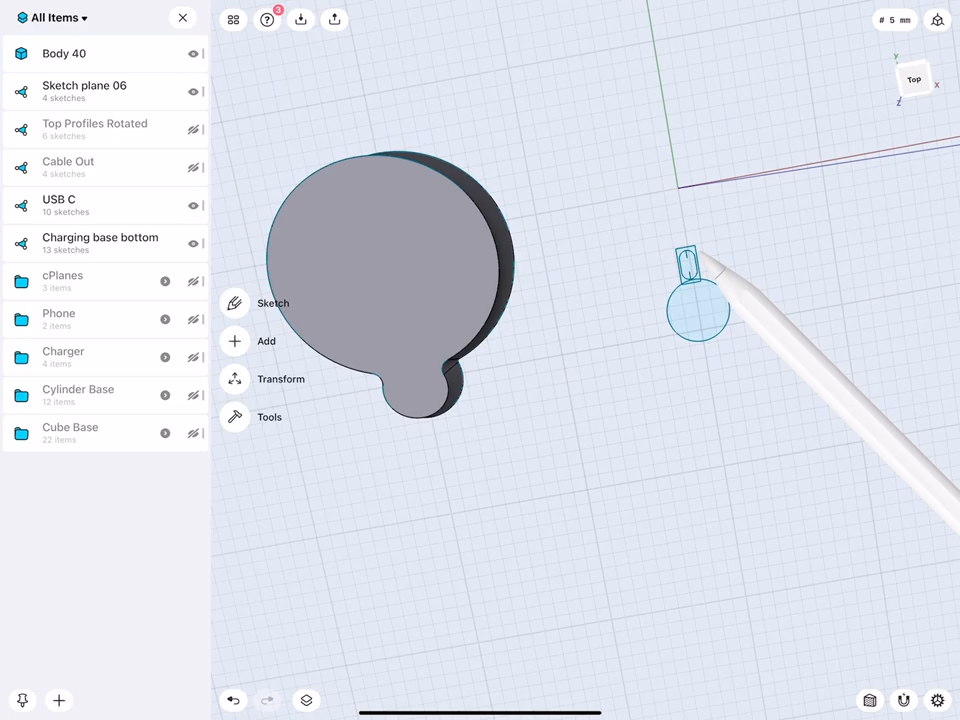 All Items
Body 40
Sketch plane 06
4 sketches
Top Profiles Rotated
6 sketches
Cable Out
4 sketches
USB C
10 sketches
Charging base bottom
13 sketches
cPlanes
3 items
Phone
2 items
Charger
4 items
Cylinder Base
12 items
Cube Base
22 items
3
Sketch
Add
Transform
Tools
# 5 mm
Y
Top
X
Z